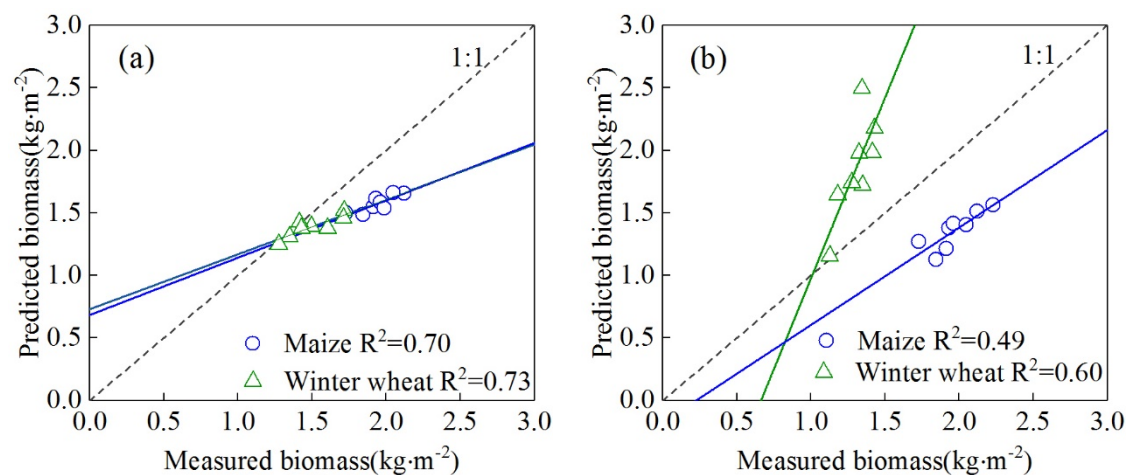 (a)
1:1
3.0
2.5
2.0
1.5
1.0
0.5
0.0
Predicted biomass(kg·m-2)
Maize R2=0.70
Winter wheat R2=0.73
0.0 0.5 1.0 1.5 2.0 2.5 3.0
Measured biomass(kg·m-2)
(b)
1:1
3.0
2.5
2.0
1.5
1.0
0.5
0.0
Predicted biomass(kg·m-2)
Maize R2=0.49
Winter wheat R2=0.60
0.0 0.5 1.0 1.5 2.0 2.5 3.0
Measured biomass(kg·m-2)